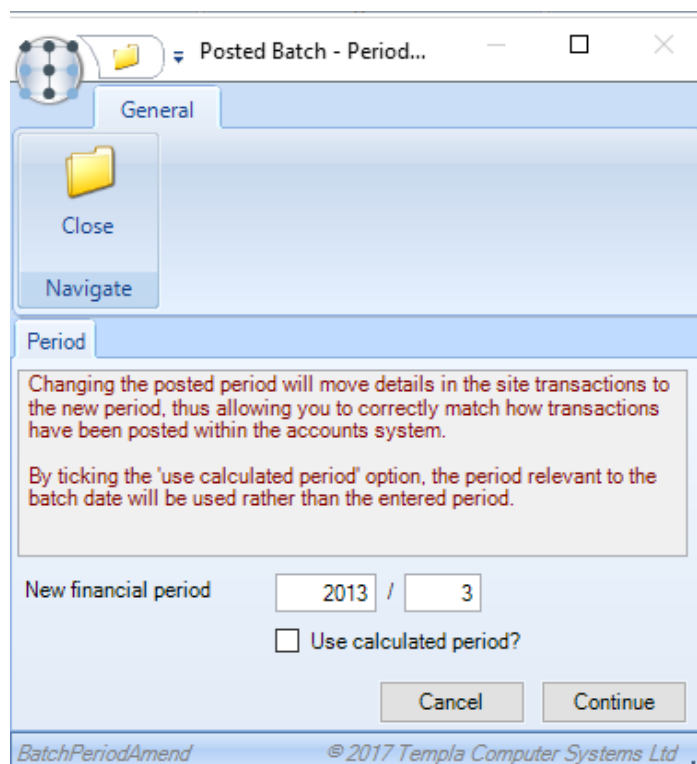 Posted Batch - Period...
General
Close
Navigate
Period
Changing the posted period will move details in the site transactions to
the new period, thus allowing you to correctly match how transactions
have been posted within the accounts system.
By ticking the 'use calculated period' option, the period relevant to the
batch date will be used rather than the entered period.
New financial period 2013 / 3
Use calculated period?
Cancel Continue
BatchPeriodAmend © 2017 Templa Computer Systems Ltd